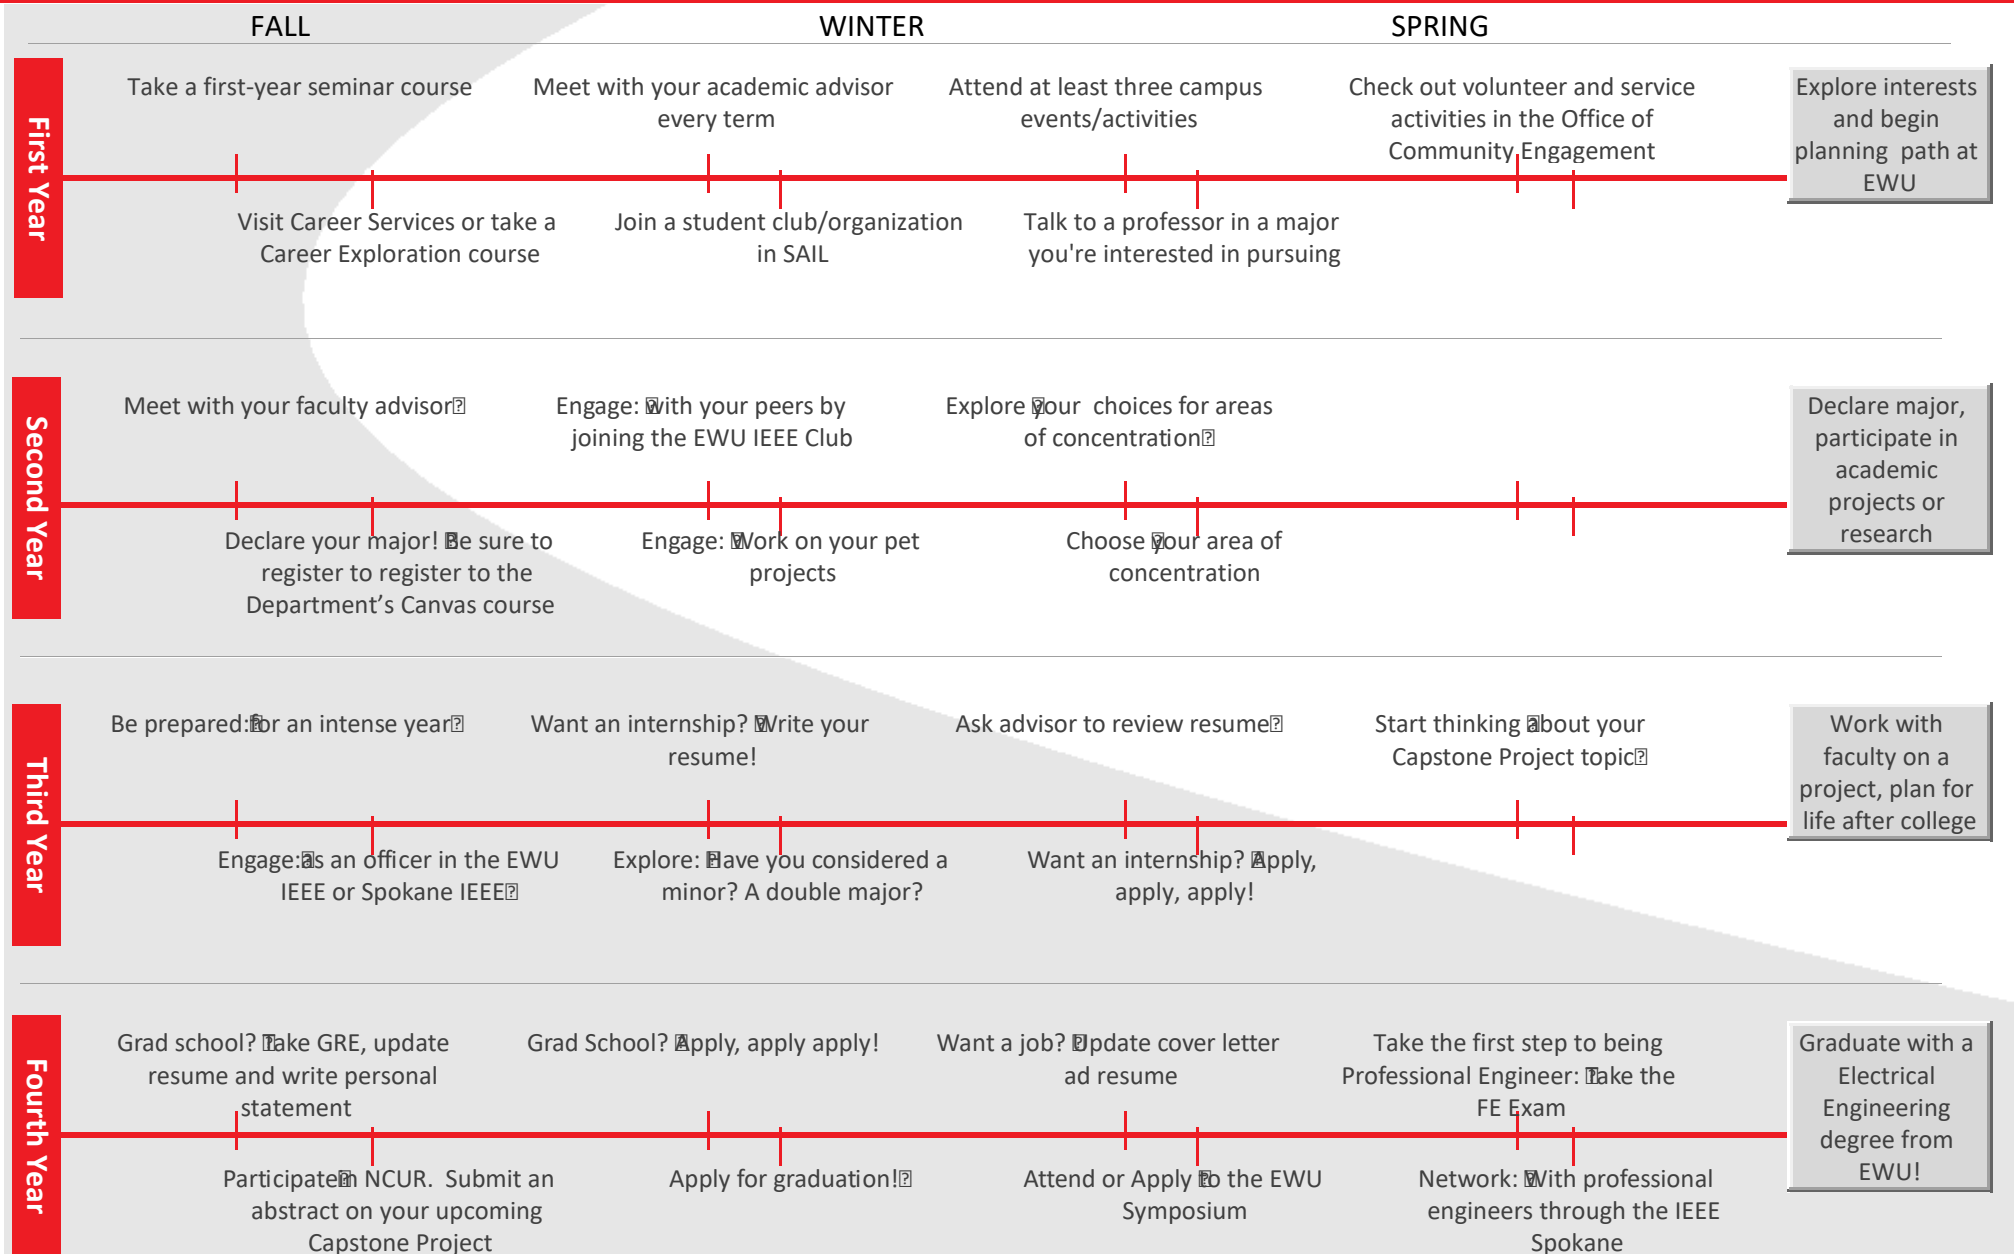 FALL
WINTER
SPRING
First Year
Take a first-year seminar course
Meet with your academic advisor
every term
Attend at least three campus
events/activities
Check out volunteer and service
activities in the Office of
Community Engagement
Visit Career Services or take a
Career Exploration course
Join a student club/organization
in SAIL
Talk to a professor in a major
you're interested in pursuing
Explore interests
and begin
planning path at
EWU
Second Year
Meet with your faculty advisor
Engage: with your peers by
joining the EWU IEEE Club
Explore your choices for areas
of concentration
Declare your major! Be sure to
register to register to the
Department’s Canvas course
Engage: Work on your pet
projects
Choose your area of
concentration
Declare major,
participate in
academic
projects or
research
Third Year
Be prepared: for an intense year
Want an internship? Write your
resume!
Ask advisor to review resume
Start thinking about your
Capstone Project topic
Engage: as an officer in the EWU
IEEE or Spokane IEEE
Explore: Have you considered a
minor? A double major?
Want an internship? Apply,
apply, apply!
Work with
faculty on a
project, plan for
life after college
Fourth Year
Grad school? Take GRE, update
resume and write personal
statement
Grad School? Apply, apply apply!
Want a job? Update cover letter
ad resume
Take the first step to being
Professional Engineer: Take the
FE Exam
Participate in NCUR. Submit an
abstract on your upcoming
Capstone Project
Apply for graduation!
Attend or Apply to the EWU
Symposium
Network: With professional
engineers through the IEEE
Spokane
Graduate with a
Electrical
Engineering
degree from
EWU!